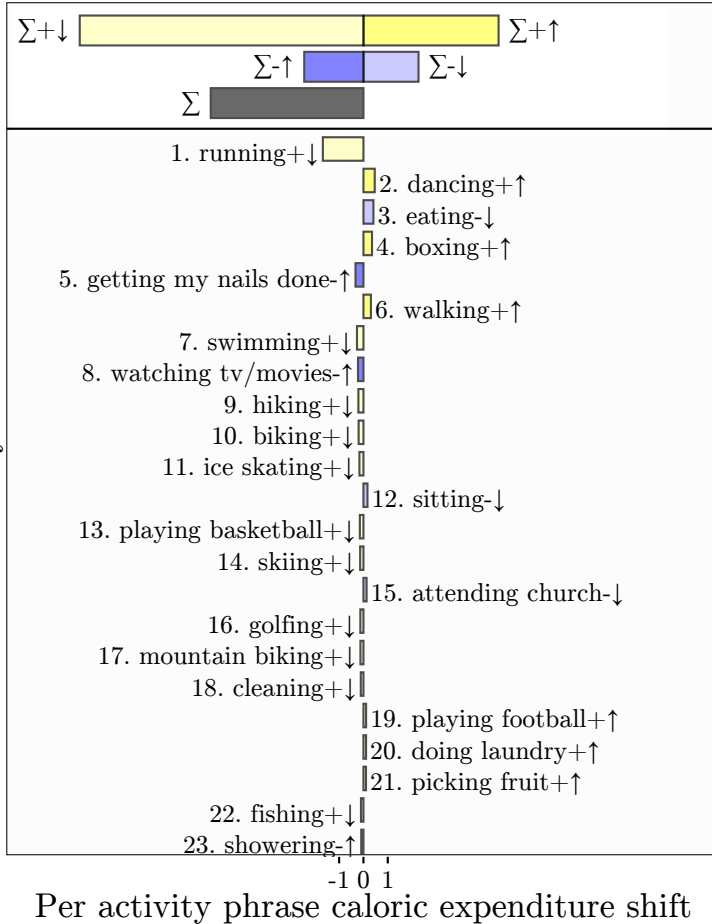 ∑+↓ ∑+↑
∑-↑ ∑-↓
∑
1. running+↓
2. dancing+↑
3. eating-↓
4. boxing+↑
5. getting my nails done-↑
6. walking+↑
7. swimming+↓
8. watching tv/movies-↑
9. hiking+↓
10. biking+↓
11. ice skating+↓
12. sitting-↓
13. playing basketball+↓
14. skiing+↓
15. attending church-↓
16. golfing+↓
17. mountain biking+↓
18. cleaning+↓
19. playing football+↑
20. doing laundry+↑
21. picking fruit+↑
22. fishing+↓
23. showering-↑
-1 0 1
Per activity phrase caloric expenditure shift